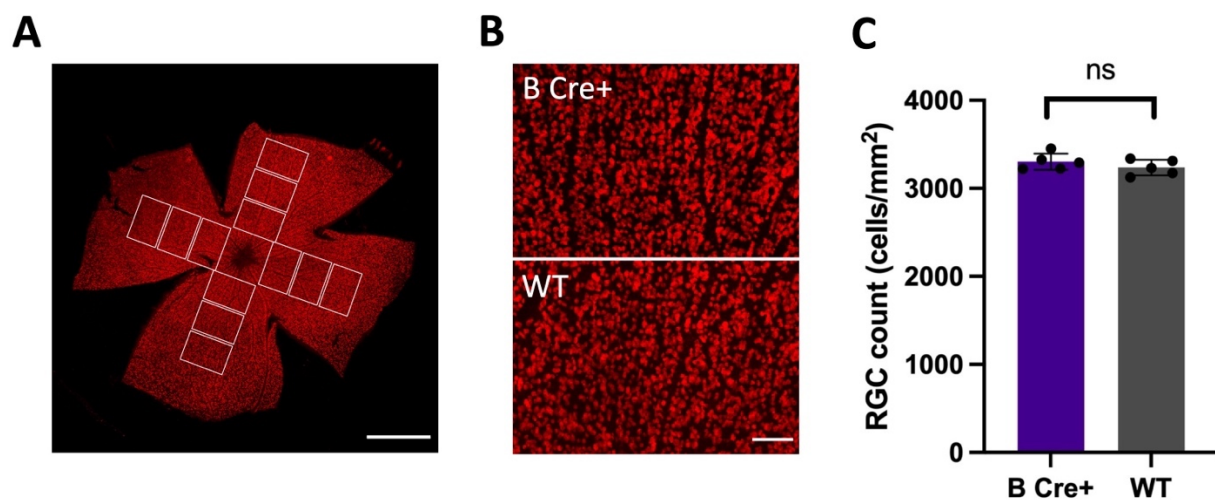 A
B
C
B Cre+
WT
ns
RGC count (cells/mm²)
4000
3000
2000
1000
0
B Cre+
WT